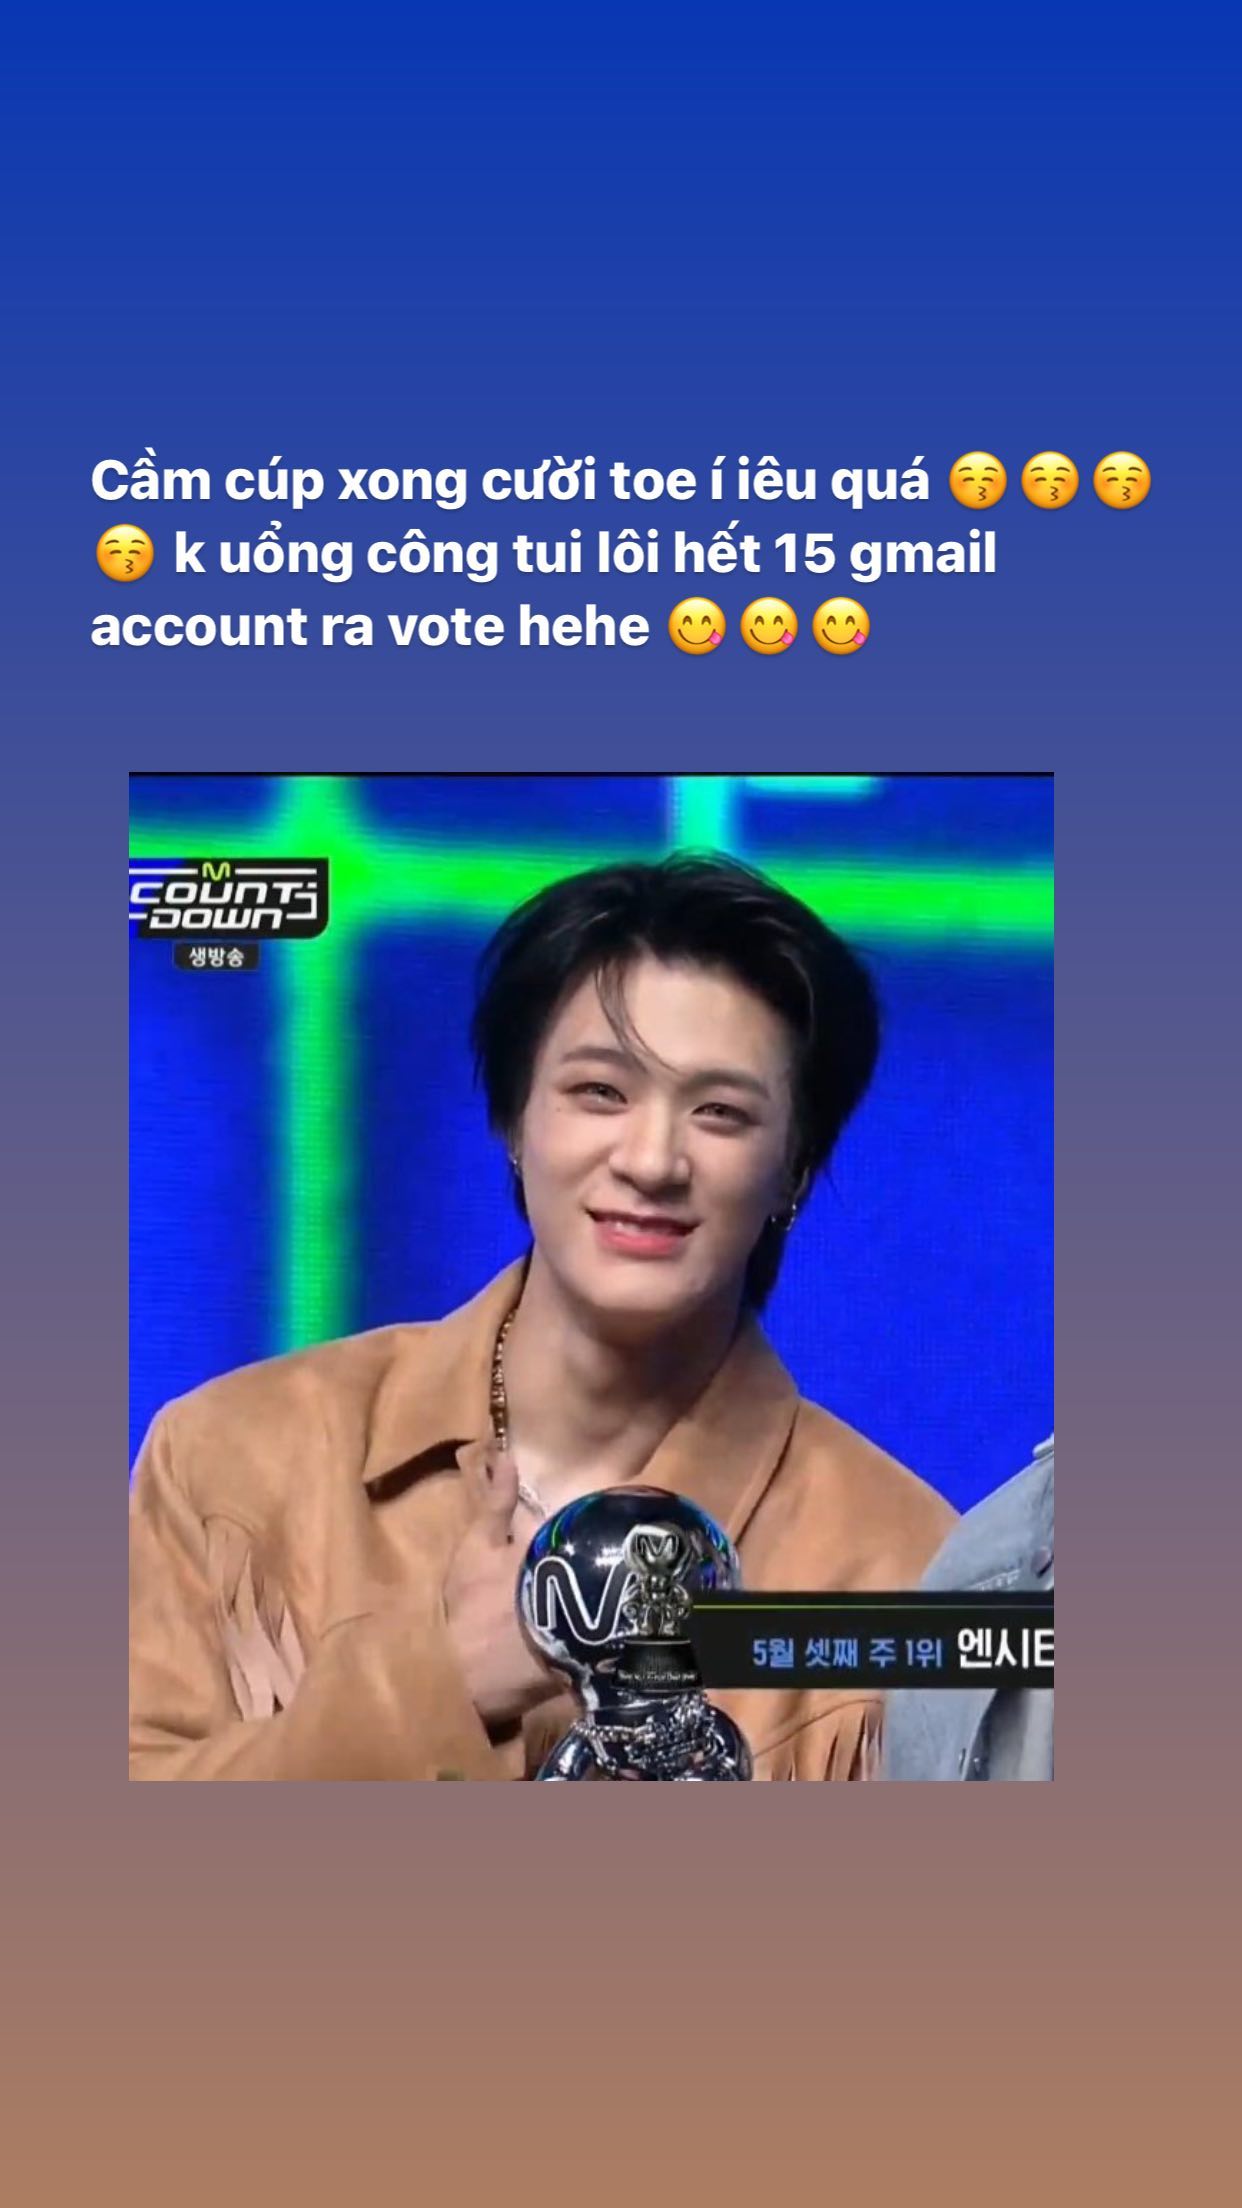 Cầm cúp xong cười toe í iêu quá 😚😚😚
😚 k uổng công tui lôi hết 15 gmail
account ra vote hehe 😋😋😋
M
COUNT
DOWN
생방송
M
M
5월 셋째 주 1위 엔시티